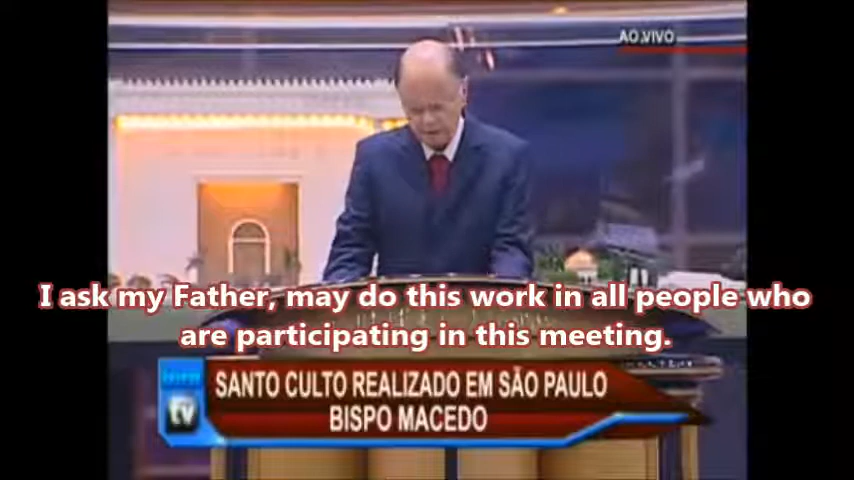 AO VIVO
I ask my Father, may do this work in all people who
are participating in this meeting.
SANTO CULTO REALIZADO EM SÃO PAULO
BISPO MACEDO
tv